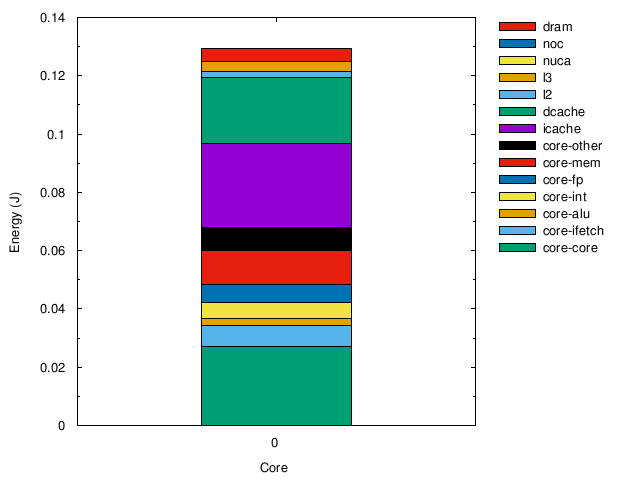 0.14
0.12
0.1
0.08
0.06
0.04
0.02
0
Energy (J)
0
Core
dram
noc
nuca
l3
l2
dcache
icache
core-other
core-mem
core-fp
core-int
core-alu
core-ifetch
core-core